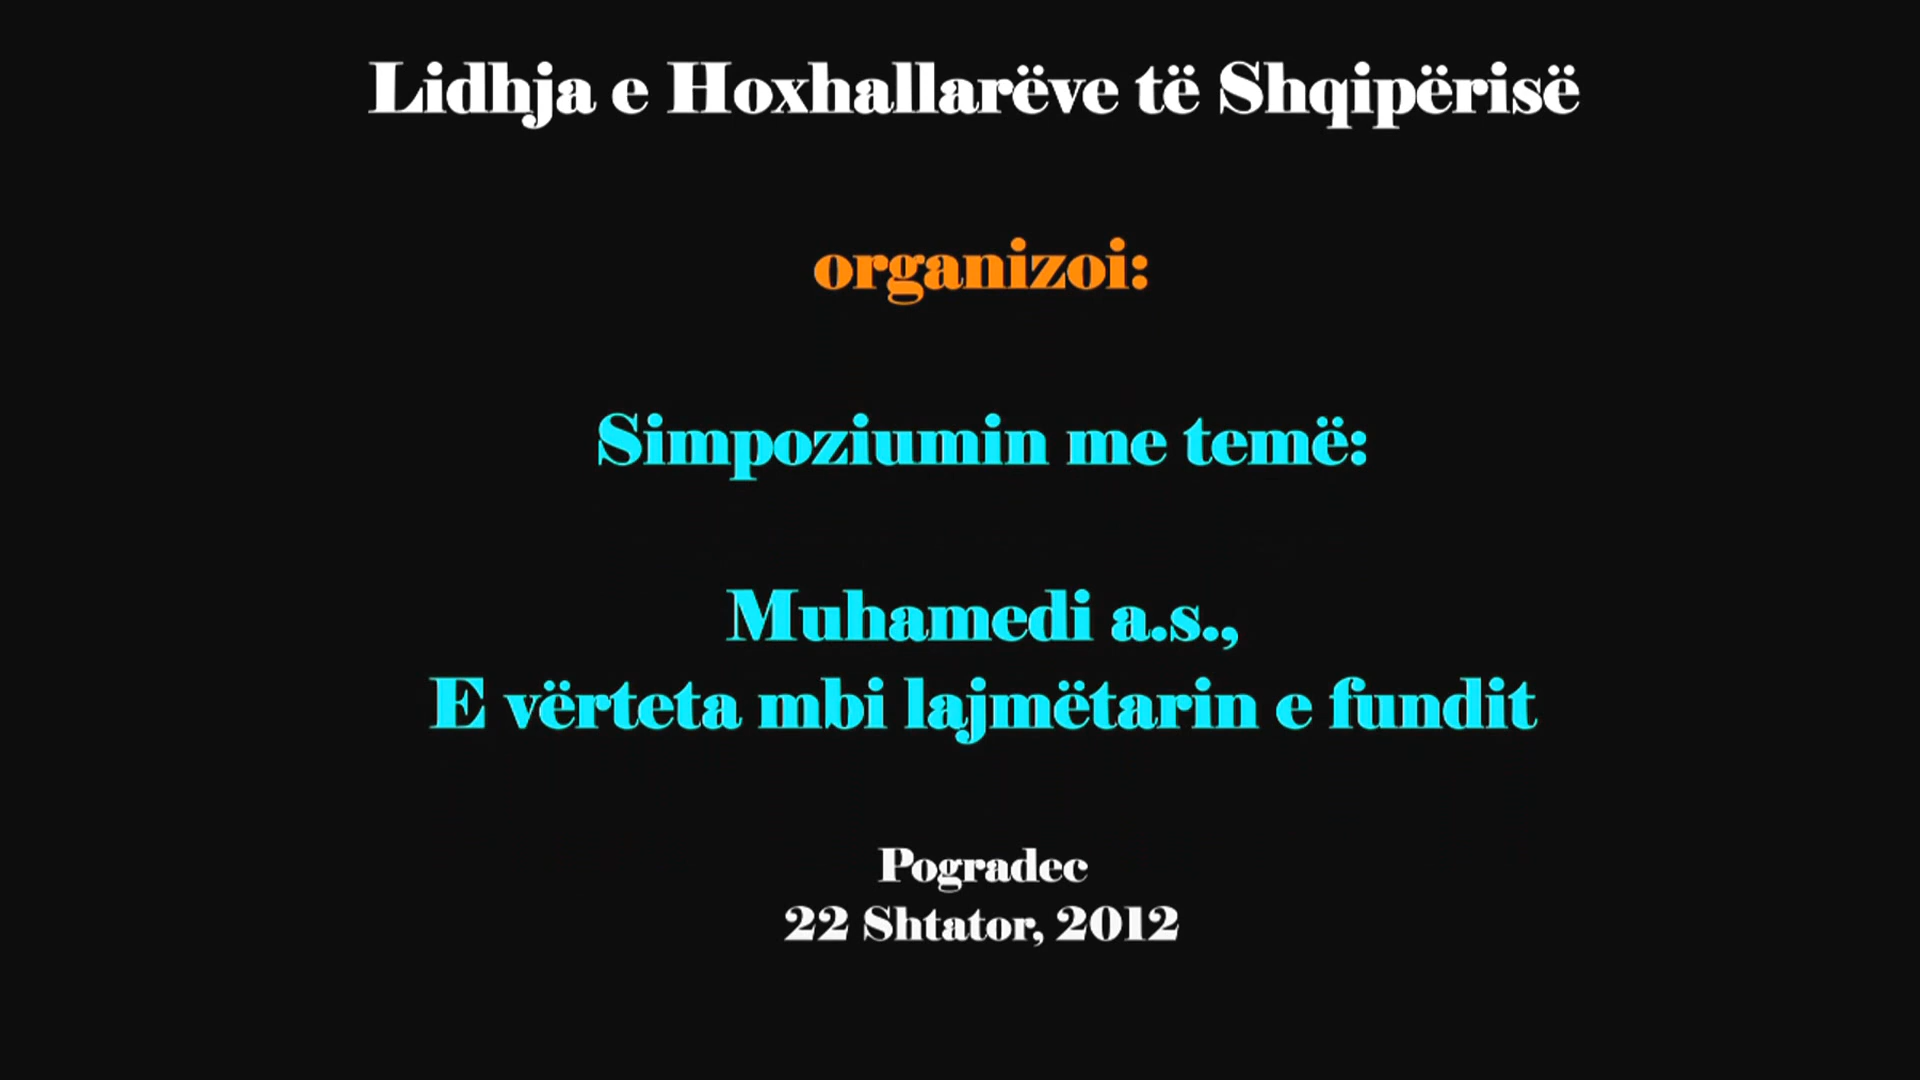 Lidhja e Hoxhallarëve të Shqipërisë
organizoi:
Simpoziumin me temë:
Muhamedi a.s.,
E vërteta mbi lajmëtarin e fundit
Pogradec
22 Shtator, 2012